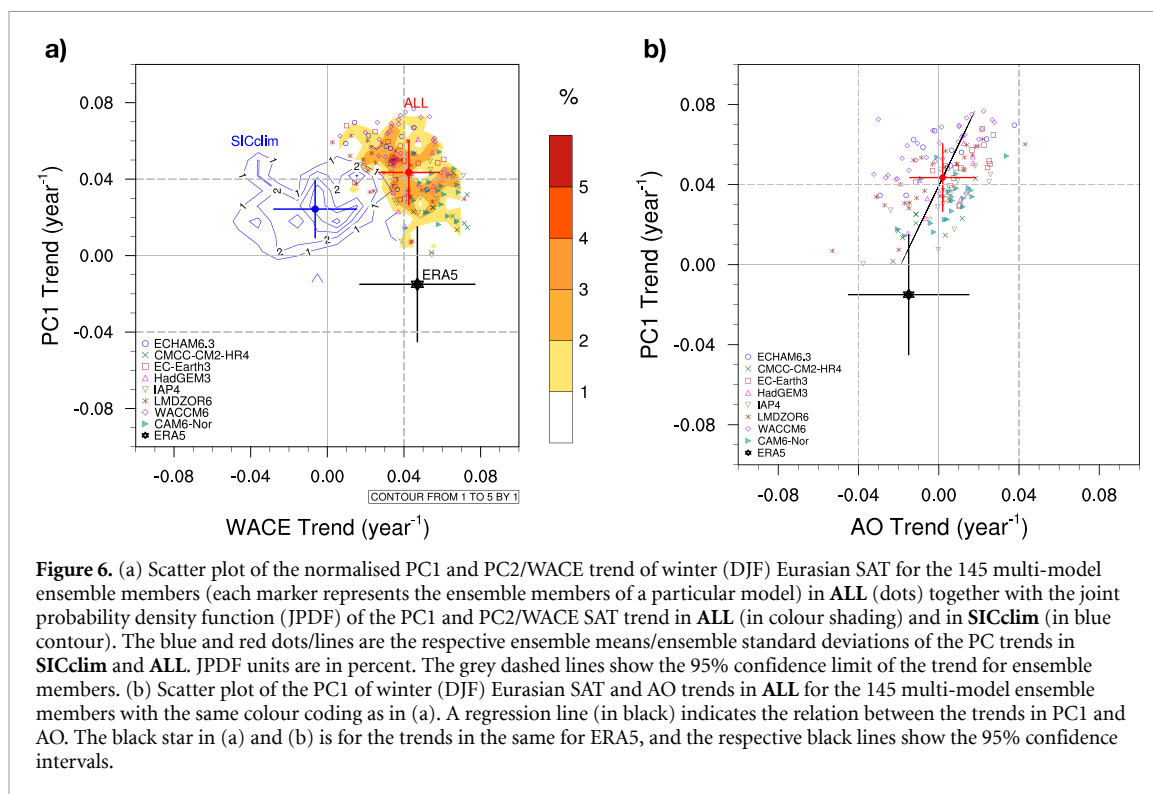 a)
b)
0.08
0.04
0.00
-0.04
-0.08
PC1 Trend (year-1)
SICclim
ALL
1
1
2
2
1
1
1
2
2
1
ERA5
ECHAM6.3
CMCC-CM2-HR4
EC-Earth3
HadGEM3
IAP4
LMDZOR6
WACCM6
CAM6-Nor
ERA5
-0.08
-0.04
0.00
0.04
0.08
CONTOUR FROM 1 TO 5 BY 1
WACE Trend (year-1)
%
5
4
3
2
1
0.08
0.04
0.00
-0.04
-0.08
PC1 Trend (year-1)
ECHAM6.3
CMCC-CM2-HR4
EC-Earth3
HadGEM3
IAP4
LMDZOR6
WACCM6
CAM6-Nor
ERA5
-0.08
-0.04
0.00
0.04
0.08
AO Trend (year-1)
Figure 6. (a) Scatter plot of the normalised PC1 and PC2/WACE trend of winter (DJF) Eurasian SAT for the 145 multi-model
ensemble members (each marker represents the ensemble members of a particular model) in ALL (dots) together with the joint
probability density function (JPDF) of the PC1 and PC2/WACE SAT trend in ALL (in colour shading) and in SICclim (in blue
contour). The blue and red dots/lines are the respective ensemble means/ensemble standard deviations of the PC trends in
SICclim and ALL. JPDF units are in percent. The grey dashed lines show the 95% confidence limit of the trend for ensemble
members. (b) Scatter plot of the PC1 of winter (DJF) Eurasian SAT and AO trends in ALL for the 145 multi-model ensemble
members with the same colour coding as in (a). A regression line (in black) indicates the relation between the trends in PC1 and
AO. The black star in (a) and (b) is for the trends in the same for ERA5, and the respective black lines show the 95% confidence
intervals.